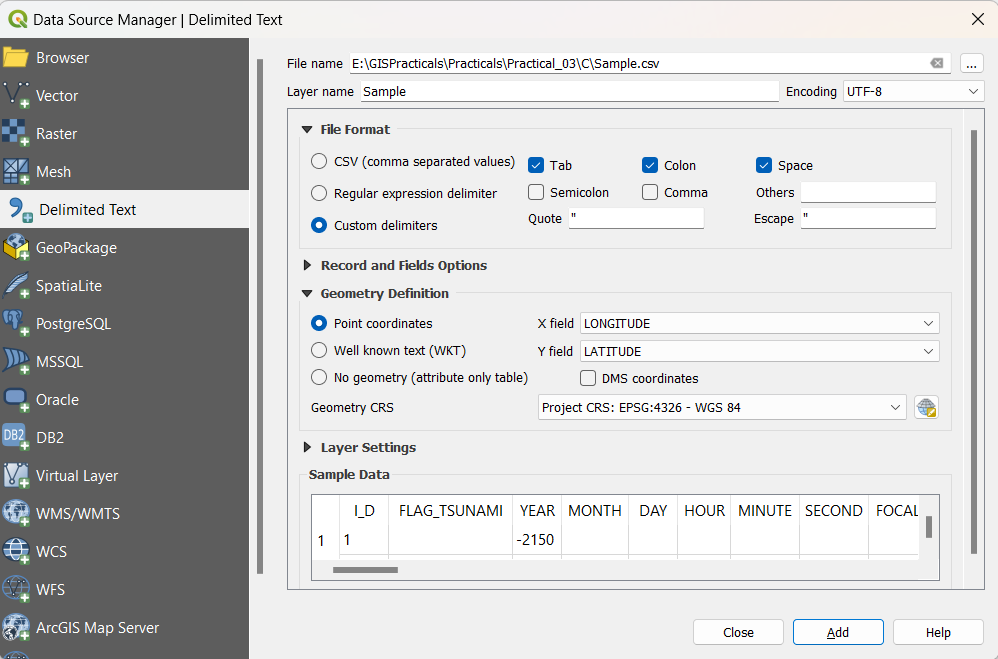 Data Source Manager | Delimited Text
Browser
Vector
Raster
Mesh
Delimited Text
GeoPackage
SpatiaLite
PostgreSQL
MSSQL
Oracle
DB2
DB2
Virtual Layer
WMS/WMTS
WCS
WFS
ArcGIS Map Server
File name E:\GISPracticals\Practicals\Practical_03\C\Sample.csv ...
Layer name Sample Encoding UTF-8
File Format
CSV (comma separated values) Tab Colon Space
Regular expression delimiter Semicolon Comma Others
Custom delimiters Quote " Escape "
Record and Fields Options
Geometry Definition
Point coordinates X field LONGITUDE
Well known text (WKT) Y field LATITUDE
No geometry (attribute only table) DMS coordinates
Geometry CRS Project CRS: EPSG:4326 - WGS 84
Layer Settings
Sample Data
I_D FLAG_TSUNAMI YEAR MONTH DAY HOUR MINUTE SECOND FOCAL
1 1 -2150
Close Add Help